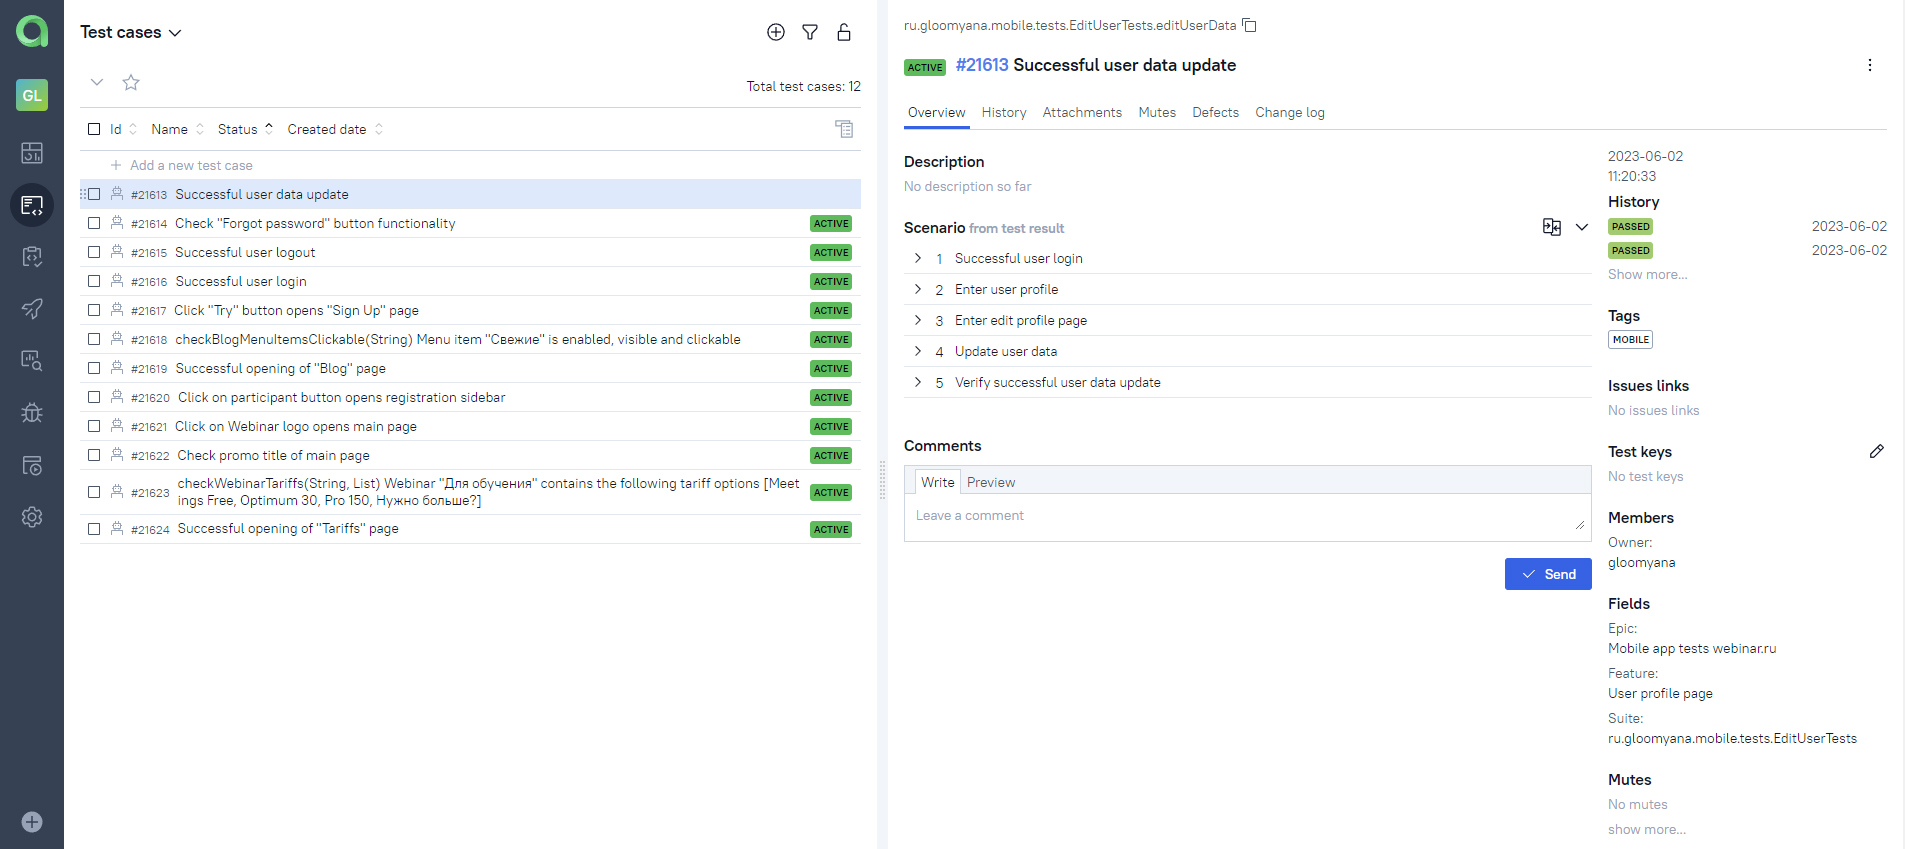 Test cases
GL
Total test cases: 12
Id Name Status Created date
Add a new test case
#21613 Successful user data update
#21614 Check "Forgot password" button functionality ACTIVE
#21615 Successful user logout ACTIVE
#21616 Successful user login ACTIVE
#21617 Click "Try" button opens "Sign Up" page ACTIVE
#21618 checkBlogMenuItemsClickable(String) Menu item "Свежие" is enabled, visible and clickable ACTIVE
#21619 Successful opening of "Blog" page ACTIVE
#21620 Click on participant button opens registration sidebar ACTIVE
#21621 Click on Webinar logo opens main page ACTIVE
#21622 Check promo title of main page ACTIVE
#21623 checkWebinarTariffs(String, List) Webinar "Для обучения" contains the following tariff options [Meet
ings Free, Optimum 30, Pro 150, Нужно больше?] ACTIVE
#21624 Successful opening of "Tariffs" page ACTIVE
ru.gloomyana.mobile.tests.EditUserTests.editUserData
ACTIVE #21613 Successful user data update
Overview History Attachments Mutes Defects Change log
Description
No description so far
Scenario from test result
1 Successful user login
2 Enter user profile
3 Enter edit profile page
4 Update user data
5 Verify successful user data update
Comments
Write Preview
Leave a comment
Send
2023-06-02
11:20:33
History
PASSED 2023-06-02
PASSED 2023-06-02
Show more...
Tags
MOBILE
Issues links
No issues links
Test keys
No test keys
Members
Owner:
gloomyana
Fields
Epic:
Mobile app tests webinar.ru
Feature:
User profile page
Suite:
ru.gloomyana.mobile.tests.EditUserTests
Mutes
No mutes
show more...